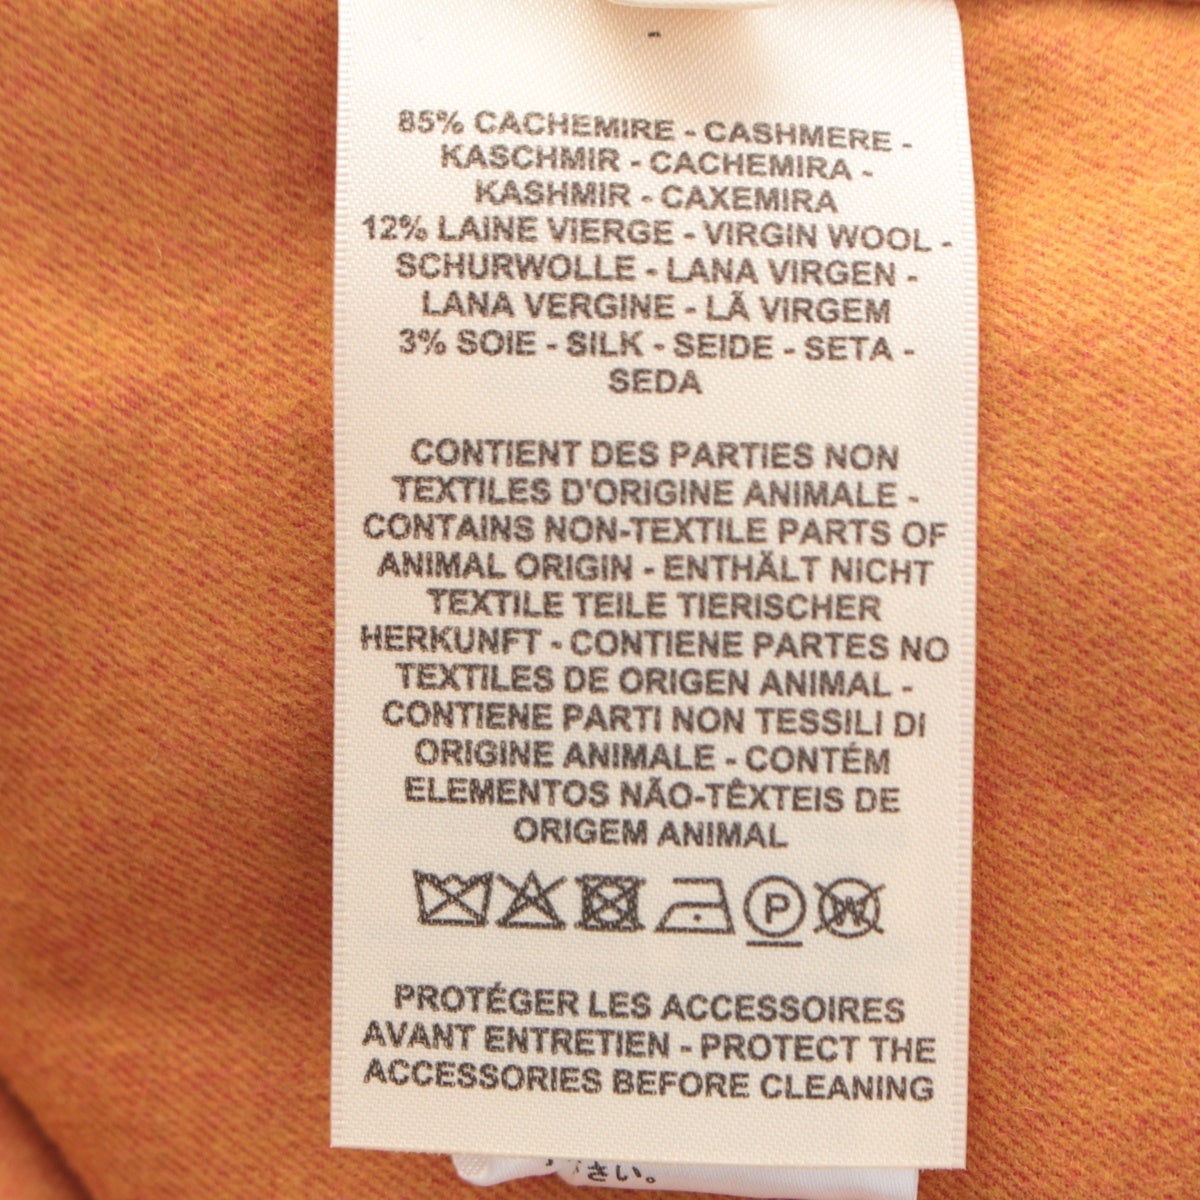 85% CACHEMIRE - CASHMERE -
KASCHMIR - CACHEMIRA -
KASHMIR - CAXEMIRA
12% LAINE VIERGE - VIRGIN WOOL -
SCHURWOLLE - LANA VIRGEN -
LANA VERGINE - LÃ VIRGEM
3% SOIE - SILK - SEIDE - SETA -
SEDA
CONTIENT DES PARTIES NON
TEXTILES D'ORIGINE ANIMALE -
CONTAINS NON-TEXTILE PARTS OF
ANIMAL ORIGIN - ENTHÄLT NICHT
TEXTILE TEILE TIERISCHER
HERKUNFT - CONTIENE PARTES NO
TEXTILES DE ORIGEN ANIMAL -
CONTIENE PARTI NON TESSILI DI
ORIGINE ANIMALE - CONTÉM
ELEMENTOS NÃO-TÊXTEIS DE
ORIGEM ANIMAL
P W
PROTÉGER LES ACCESSOIRES
AVANT ENTRETIEN - PROTECT THE
ACCESSORIES BEFORE CLEANING
さい。